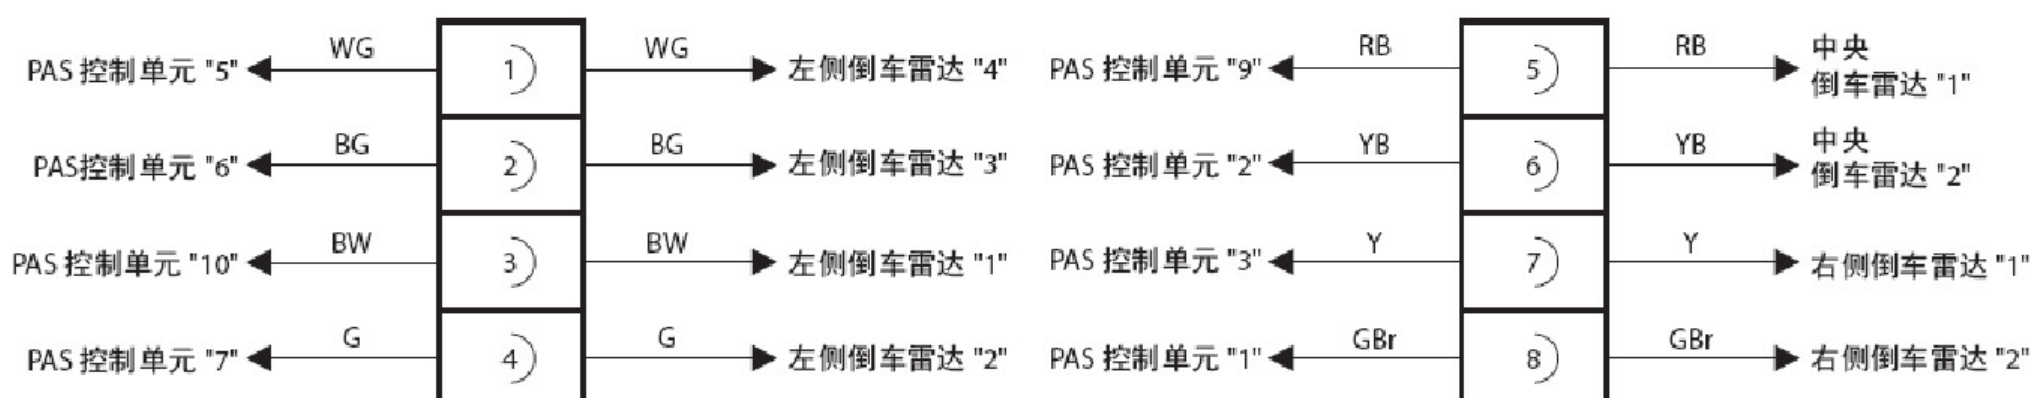 PAS 控制单元 "5" WG 1 WG 左侧倒车雷达 "4"
PAS控制单元 "6" BG 2 BG 左侧倒车雷达 "3"
PAS 控制单元 "10" BW 3 BW 左侧倒车雷达 "1"
PAS 控制单元 "7" G 4 G 左侧倒车雷达 "2"
PAS 控制单元 "9" RB 5 RB 中央
倒车雷达 "1"
PAS 控制单元 "2" YB 6 YB 中央
倒车雷达 "2"
PAS 控制单元 "3" Y 7 Y 右侧倒车雷达 "1"
PAS 控制单元 "1" GBr 8 GBr 右侧倒车雷达 "2"